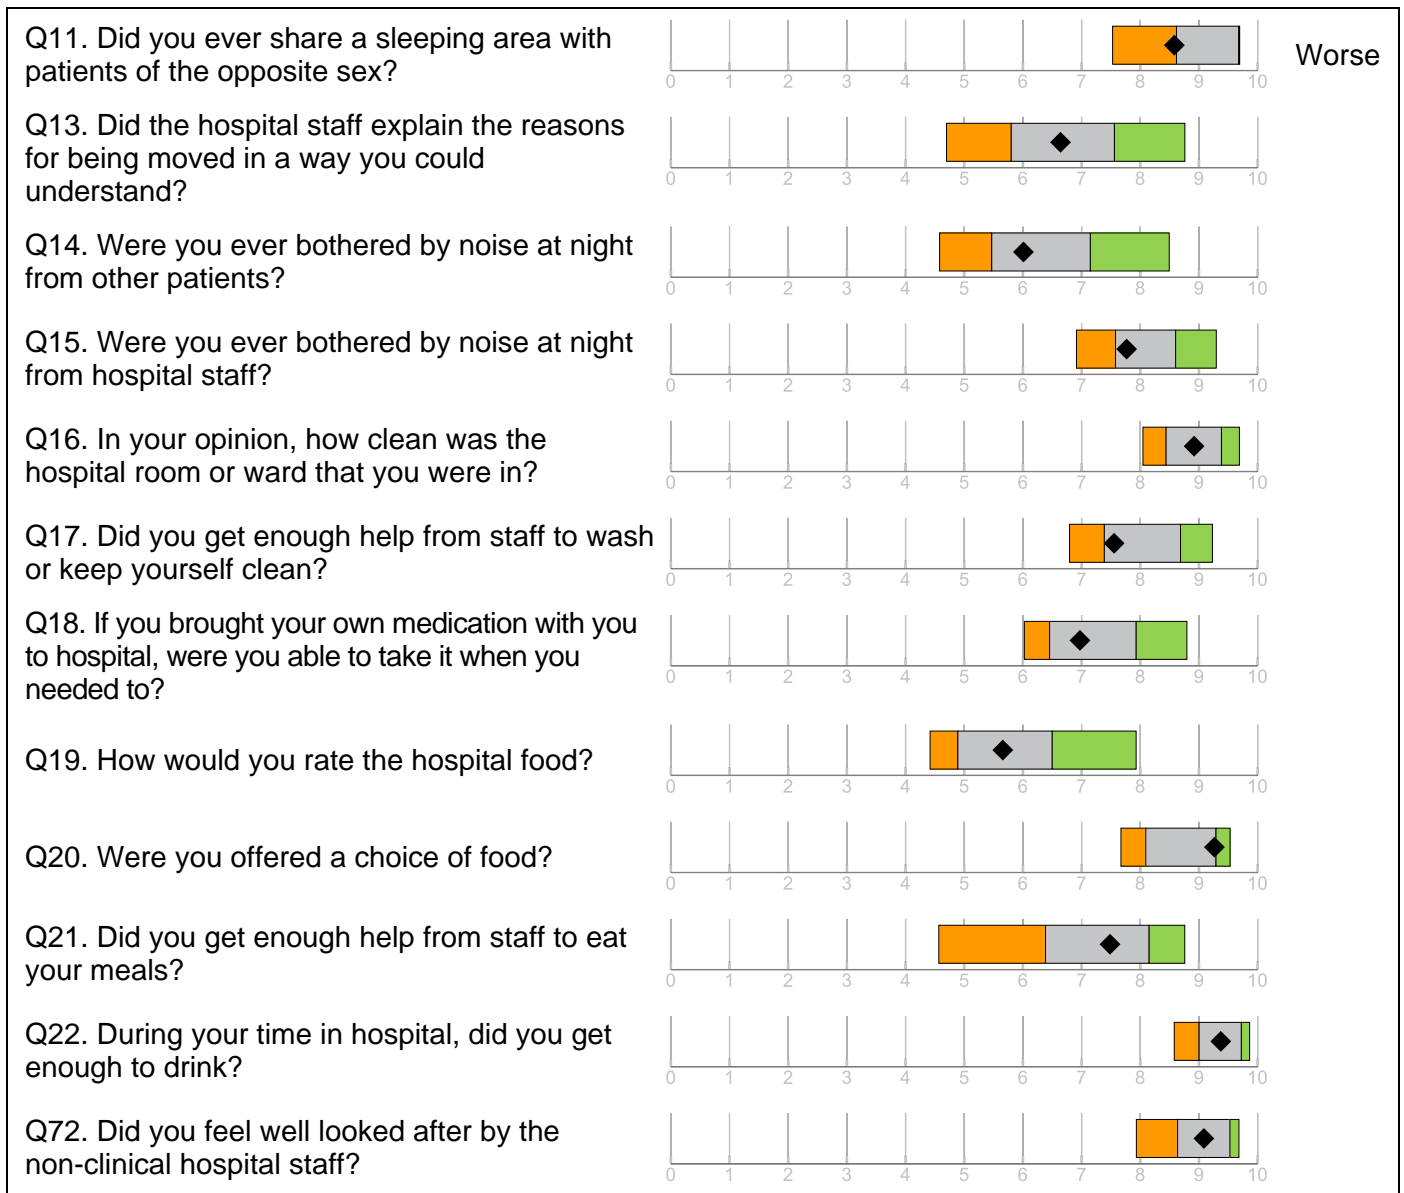 Q11. Did you ever share a sleeping area with
patients of the opposite sex?
0 1 2 3 4 5 6 7 8 9 10
Worse
Q13. Did the hospital staff explain the reasons
for being moved in a way you could
understand?
0 1 2 3 4 5 6 7 8 9 10
Q14. Were you ever bothered by noise at night
from other patients?
0 1 2 3 4 5 6 7 8 9 10
Q15. Were you ever bothered by noise at night
from hospital staff?
0 1 2 3 4 5 6 7 8 9 10
Q16. In your opinion, how clean was the
hospital room or ward that you were in?
0 1 2 3 4 5 6 7 8 9 10
Q17. Did you get enough help from staff to wash
or keep yourself clean?
0 1 2 3 4 5 6 7 8 9 10
Q18. If you brought your own medication with you
to hospital, were you able to take it when you
needed to?
0 1 2 3 4 5 6 7 8 9 10
Q19. How would you rate the hospital food?
0 1 2 3 4 5 6 7 8 9 10
Q20. Were you offered a choice of food?
0 1 2 3 4 5 6 7 8 9 10
Q21. Did you get enough help from staff to eat
your meals?
0 1 2 3 4 5 6 7 8 9 10
Q22. During your time in hospital, did you get
enough to drink?
0 1 2 3 4 5 6 7 8 9 10
Q72. Did you feel well looked after by the
non-clinical hospital staff?
0 1 2 3 4 5 6 7 8 9 10